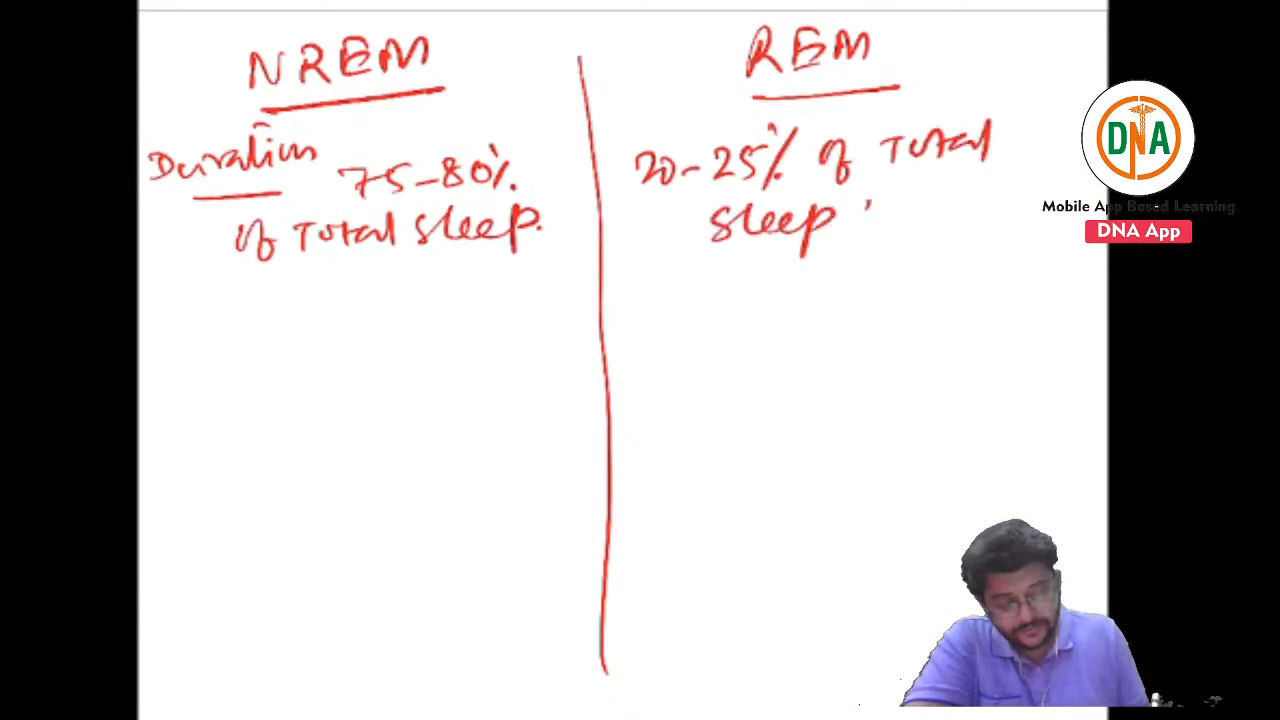 NREM
REM
Duration
75-80%
of Total sleep.
20-25% of Total
sleep
DNA
Mobile App Based Learning
DNA App